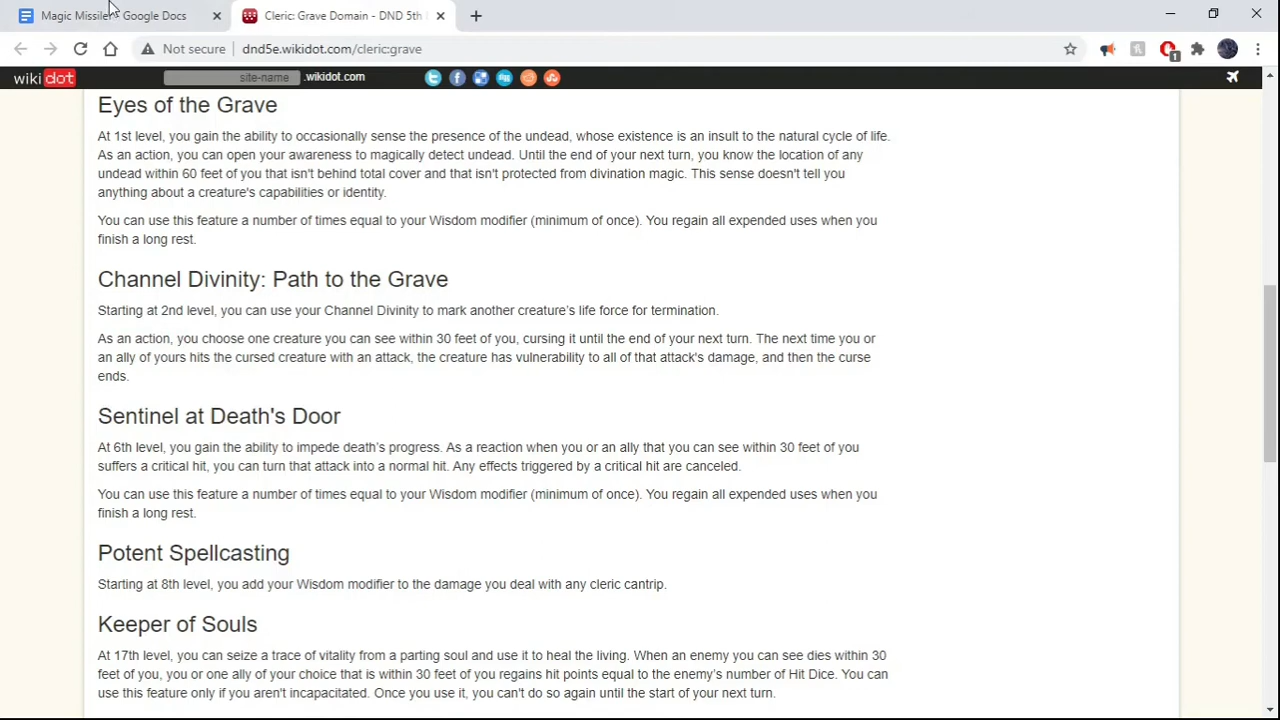 Magic Missile - Google Docs
Cleric: Grave Domain - DND 5th
Not secure
dnd5e.wikidot.com/cleric:grave
1
wikidot
site-name
.wikidot.com
Eyes of the Grave
At 1st level, you gain the ability to occasionally sense the presence of the undead, whose existence is an insult to the natural cycle of life.
As an action, you can open your awareness to magically detect undead. Until the end of your next turn, you know the location of any
undead within 60 feet of you that isn't behind total cover and that isn't protected from divination magic. This sense doesn't tell you
anything about a creature's capabilities or identity.
You can use this feature a number of times equal to your Wisdom modifier (minimum of once). You regain all expended uses when you
finish a long rest.
Channel Divinity: Path to the Grave
Starting at 2nd level, you can use your Channel Divinity to mark another creature's life force for termination.
As an action, you choose one creature you can see within 30 feet of you, cursing it until the end of your next turn. The next time you or
an ally of yours hits the cursed creature with an attack, the creature has vulnerability to all of that attack's damage, and then the curse
ends.
Sentinel at Death's Door
At 6th level, you gain the ability to impede death's progress. As a reaction when you or an ally that you can see within 30 feet of you
suffers a critical hit, you can turn that attack into a normal hit. Any effects triggered by a critical hit are canceled.
You can use this feature a number of times equal to your Wisdom modifier (minimum of once). You regain all expended uses when you
finish a long rest.
Potent Spellcasting
Starting at 8th level, you add your Wisdom modifier to the damage you deal with any cleric cantrip.
Keeper of Souls
At 17th level, you can seize a trace of vitality from a parting soul and use it to heal the living. When an enemy you can see dies within 30
feet of you, you or one ally of your choice that is within 30 feet of you regains hit points equal to the enemy's number of Hit Dice. You can
use this feature only if you aren't incapacitated. Once you use it, you can't do so again until the start of your next turn.